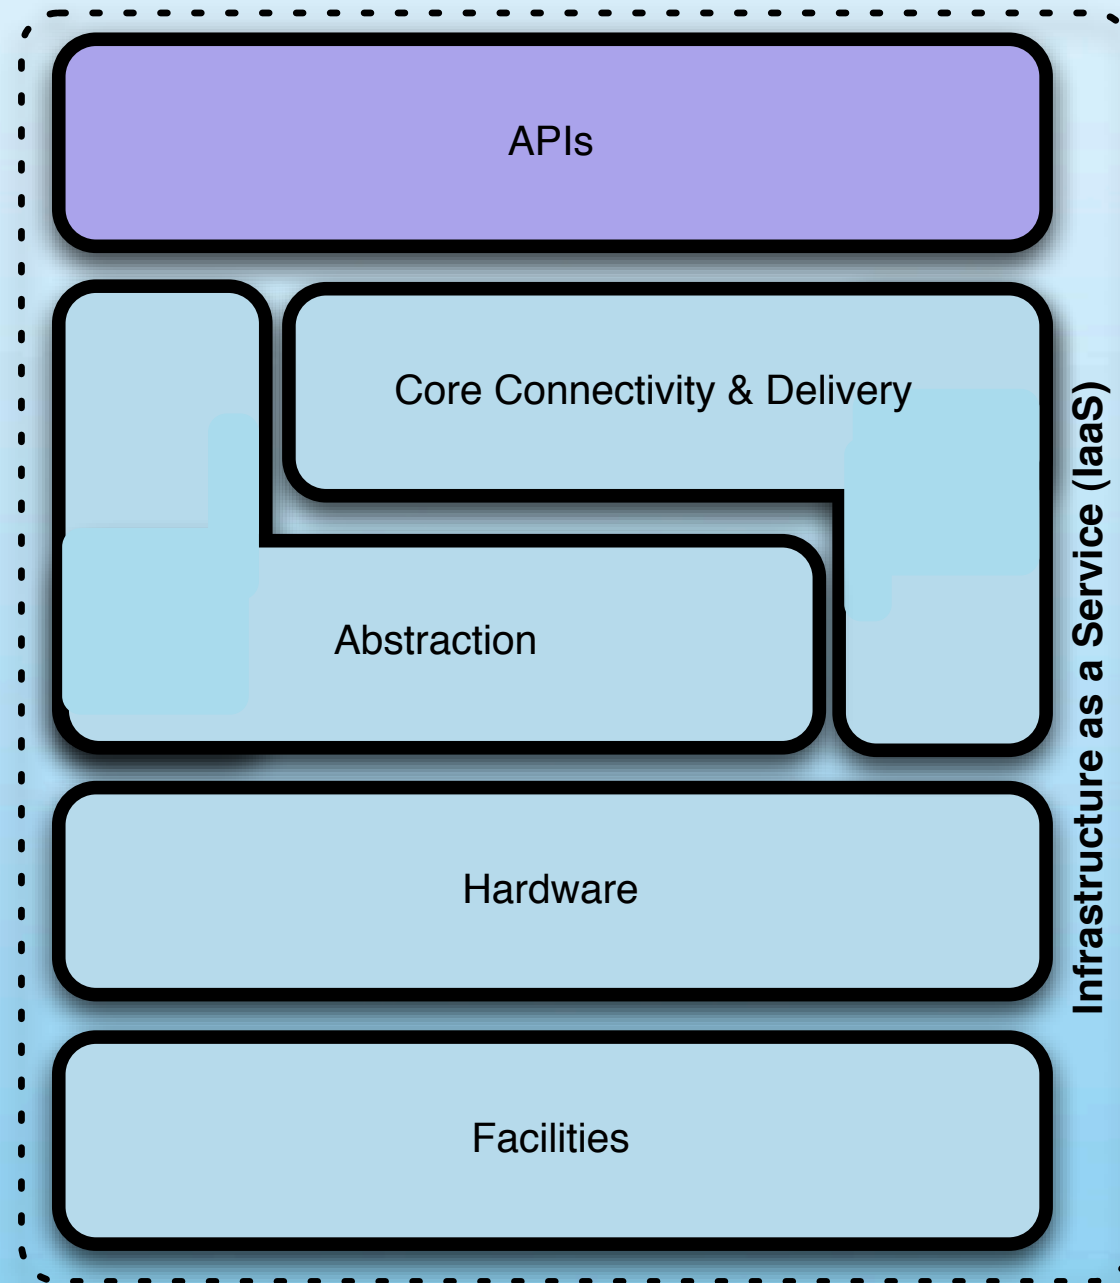 APIs
Core Connectivity & Delivery
Abstraction
Hardware
Facilities
Infrastructure as a Service (IaaS)